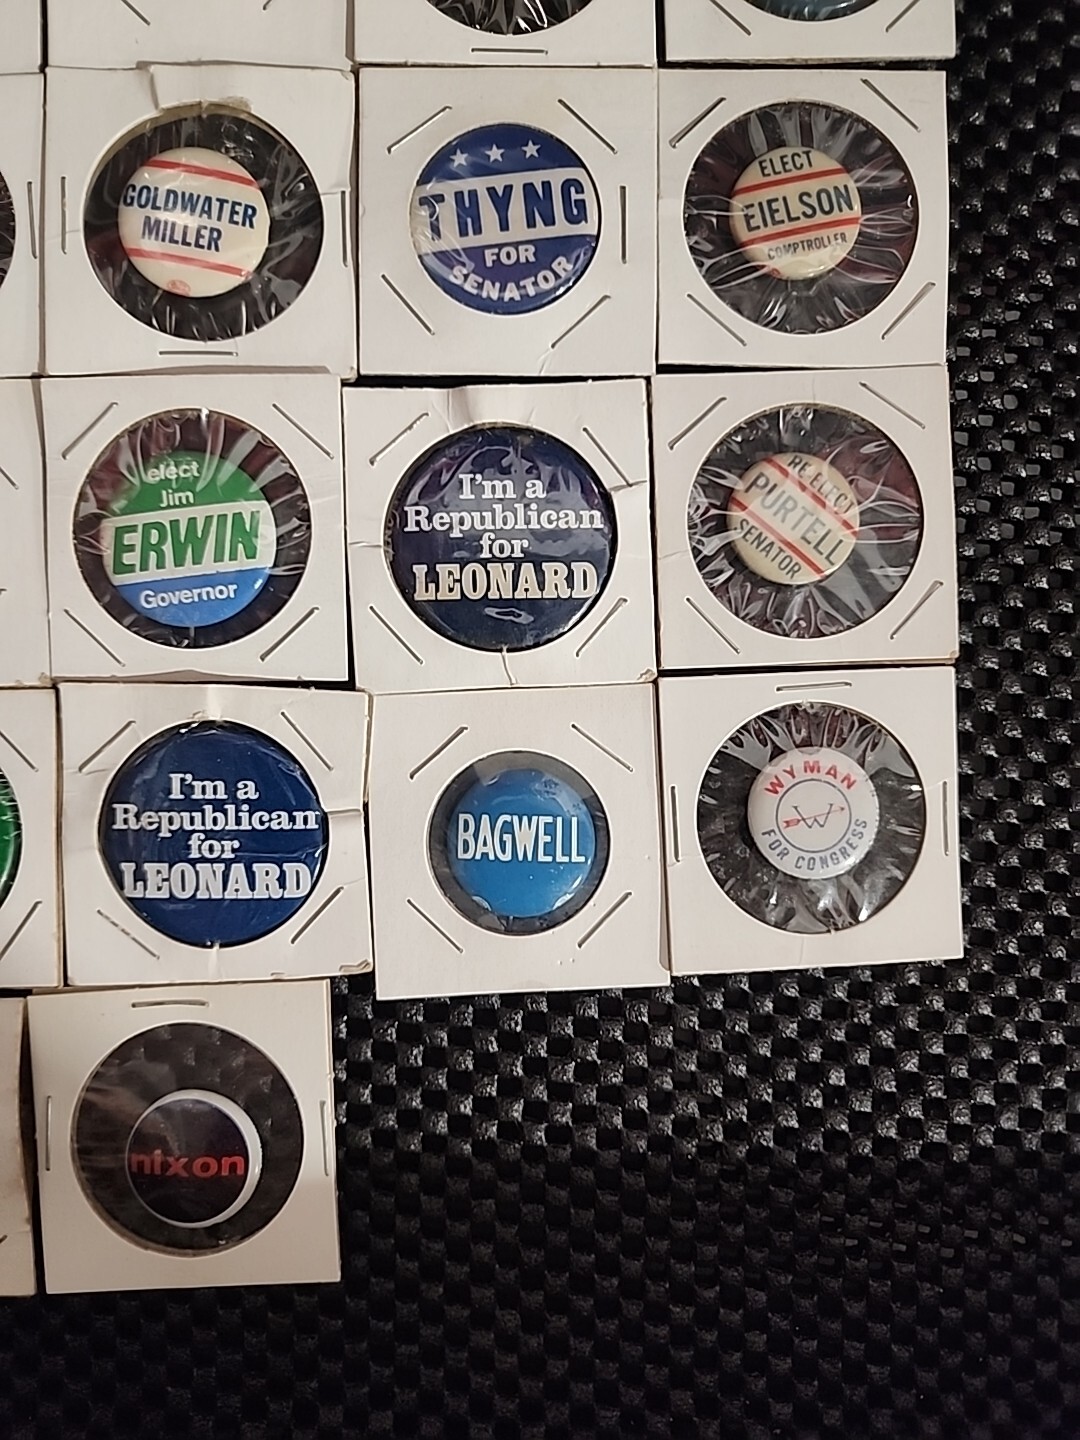 GOLDWATER
MILLER
THYNG
FOR
SENATOR
ELECT
EIELSON
COMPTROLLER
elect
Jim
ERWIN
Governor
I'm a
Republican
for
LEONARD
RE-ELECT
PURTELL
SENATOR
I'm a
Republican
for
LEONARD
BAGWELL
WYMAN
W
FOR CONGRESS
nixon